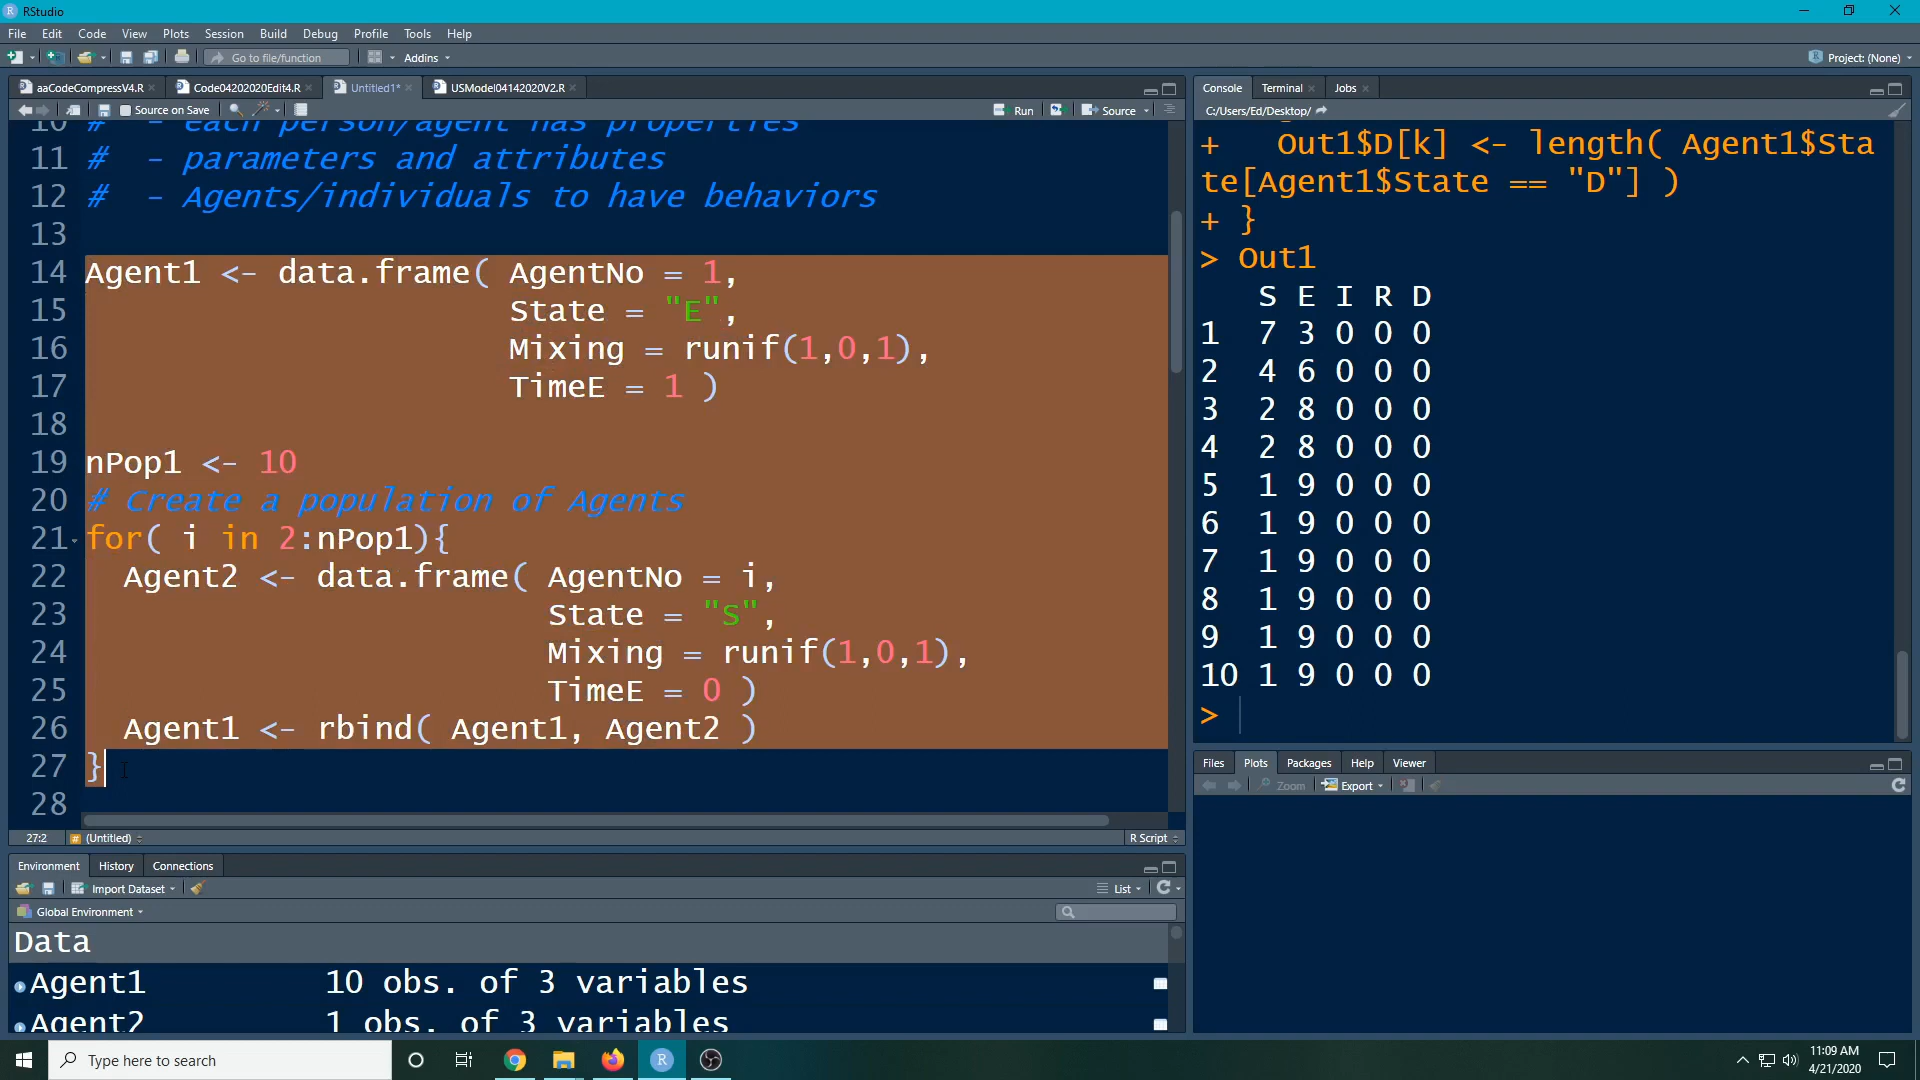 RStudio
File Edit Code View Plots Session Build Debug Profile Tools Help
Go to file/function Addins Project: (None)
aaCodeCompressV4.R Code04202020Edit4.R Untitled1* USModel04142020V2.R
Source on Save Run Source
10 # - each person/agent has properties
11 # - parameters and attributes
12 # - Agents/individuals to have behaviors
13
14 Agent1 <- data.frame( AgentNo = 1,
15 State = "E",
16 Mixing = runif(1,0,1),
17 TimeE = 1 )
18
19 nPop1 <- 10
20 # Create a population of Agents
21 for( i in 2:nPop1){
22 Agent2 <- data.frame( AgentNo = i,
23 State = "S",
24 Mixing = runif(1,0,1),
25 TimeE = 0 )
26 Agent1 <- rbind( Agent1, Agent2 )
27 }
28
27:2 # (Untitled) R Script
Environment History Connections
Import Dataset List
Global Environment
Data
Agent1 10 obs. of 3 variables
Agent2 1 obs. of 3 variables
Console Terminal Jobs
C:/Users/Ed/Desktop/
+ Out1$D[k] <- length( Agent1$Sta
te[Agent1$State == "D"] )
+ }
> Out1
S E I R D
1 7 3 0 0 0
2 4 6 0 0 0
3 2 8 0 0 0
4 2 8 0 0 0
5 1 9 0 0 0
6 1 9 0 0 0
7 1 9 0 0 0
8 1 9 0 0 0
9 1 9 0 0 0
10 1 9 0 0 0
>
Files Plots Packages Help Viewer
Zoom Export
Type here to search
11:09 AM
4/21/2020